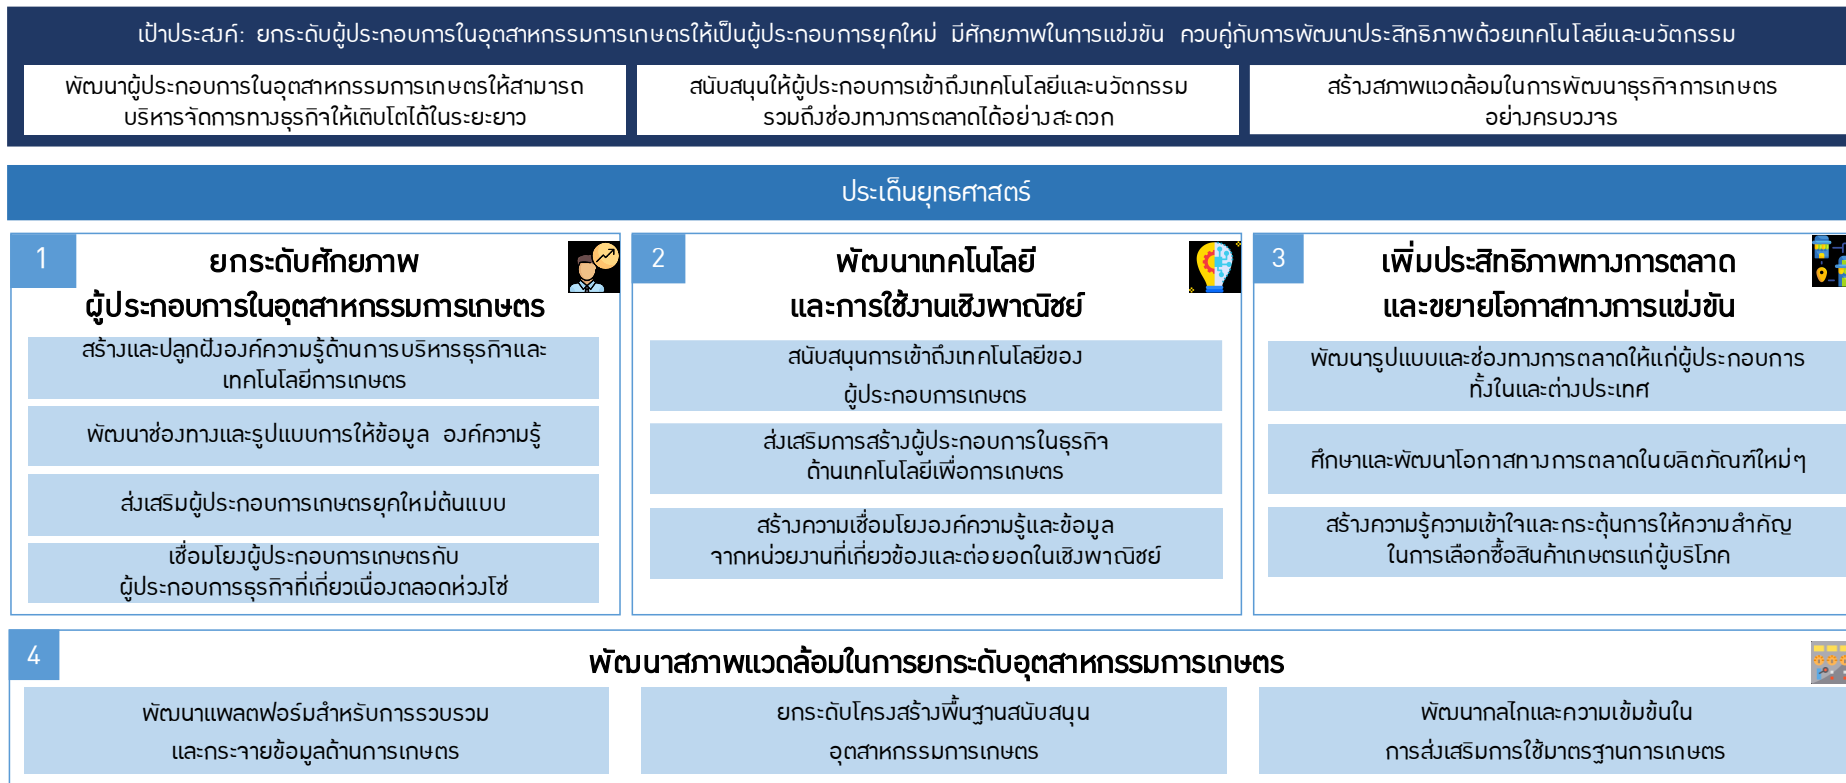 เป้าประสงค์: ยกระดับผู้ประกอบการในอุตสาหกรรมการเกษตรให้เป็นผู้ประกอบการยุคใหม่ มีศักยภาพในการแข่งขัน ควบคู่กับการพัฒนาประสิทธิภาพด้วยเทคโนโลยีและนวัตกรรม
พัฒนาผู้ประกอบการในอุตสาหกรรมการเกษตรให้สามารถ
บริหารจัดการทางธุรกิจให้เติบโตได้ในระยะยาว
สนับสนุนให้ผู้ประกอบการเข้าถึงเทคโนโลยีและนวัตกรรม
รวมถึงช่องทางการตลาดได้อย่างสะดวก
สร้างสภาพแวดล้อมในการพัฒนาธุรกิจการเกษตร
อย่างครบวงจร
ประเด็นยุทธศาสตร์
1
ยกระดับศักยภาพ
ผู้ประกอบการในอุตสาหกรรมการเกษตร
สร้างและปลูกฝังองค์ความรู้ด้านการบริหารธุรกิจและ
เทคโนโลยีการเกษตร
พัฒนาช่องทางและรูปแบบการให้ข้อมูล องค์ความรู้
ส่งเสริมผู้ประกอบการเกษตรยุคใหม่ต้นแบบ
เชื่อมโยงผู้ประกอบการเกษตรกับ
ผู้ประกอบการธุรกิจที่เกี่ยวเนื่องตลอดห่วงโซ่
2
พัฒนาเทคโนโลยี
และการใช้งานเชิงพาณิชย์
สนับสนุนการเข้าถึงเทคโนโลยีของ
ผู้ประกอบการเกษตร
ส่งเสริมการสร้างผู้ประกอบการในธุรกิจ
ด้านเทคโนโลยีเพื่อการเกษตร
สร้างความเชื่อมโยงองค์ความรู้และข้อมูล
จากหน่วยงานที่เกี่ยวข้องและต่อยอดในเชิงพาณิชย์
3
เพิ่มประสิทธิภาพทางการตลาด
และขยายโอกาสทางการแข่งขัน
พัฒนารูปแบบและช่องทางการตลาดให้แก่ผู้ประกอบการ
ทั้งในและต่างประเทศ
ศึกษาและพัฒนาโอกาสทางการตลาดในผลิตภัณฑ์ใหม่ๆ
สร้างความรู้ความเข้าใจและกระตุ้นการให้ความสำคัญ
ในการเลือกซื้อสินค้าเกษตรแก่ผู้บริโภค
4
พัฒนาสภาพแวดล้อมในการยกระดับอุตสาหกรรมการเกษตร
พัฒนาแพลตฟอร์มสำหรับการรวบรวม
และกระจายข้อมูลด้านการเกษตร
ยกระดับโครงสร้างพื้นฐานสนับสนุน
อุตสาหกรรมการเกษตร
พัฒนากลไกและความเข้มข้นใน
การส่งเสริมการใช้มาตรฐานการเกษตร